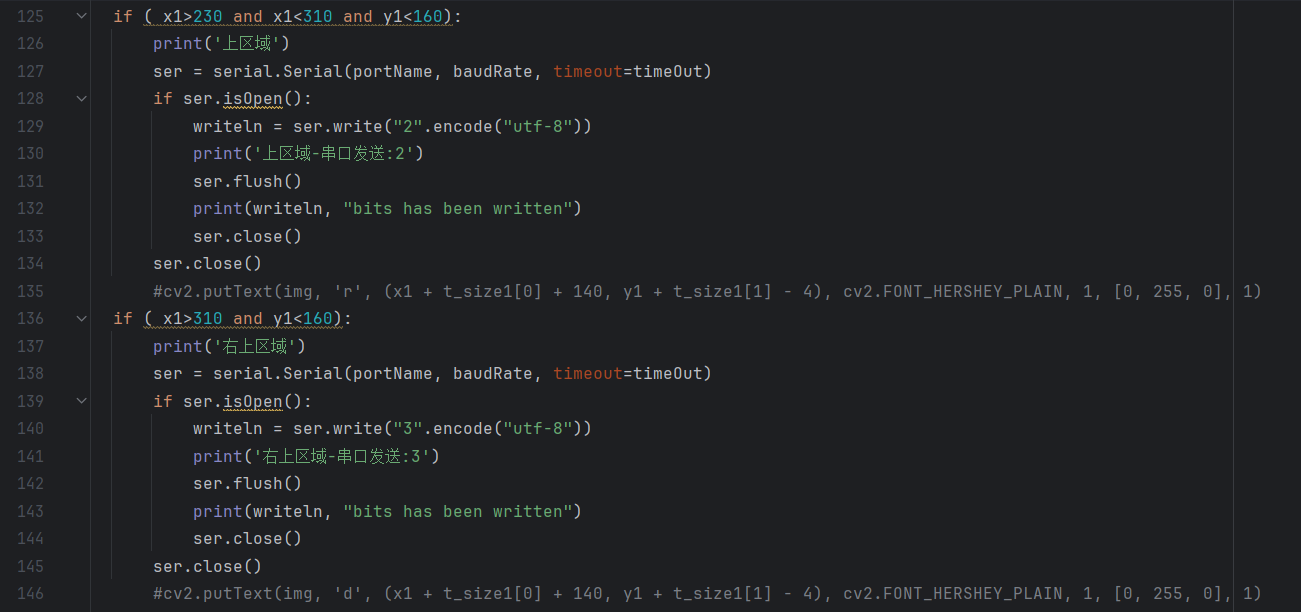 125 if ( x1>230 and x1<310 and y1<160):
126 print('上区域')
127 ser = serial.Serial(portName, baudRate, timeout=timeOut)
128 if ser.isOpen():
129 writeln = ser.write("2".encode("utf-8"))
130 print('上区域-串口发送:2')
131 ser.flush()
132 print(writeln, "bits has been written")
133 ser.close()
134 ser.close()
135 #cv2.putText(img, 'r', (x1 + t_size1[0] + 140, y1 + t_size1[1] - 4), cv2.FONT_HERSHEY_PLAIN, 1, [0, 255, 0], 1)
136 if ( x1>310 and y1<160):
137 print('右上区域')
138 ser = serial.Serial(portName, baudRate, timeout=timeOut)
139 if ser.isOpen():
140 writeln = ser.write("3".encode("utf-8"))
141 print('右上区域-串口发送:3')
142 ser.flush()
143 print(writeln, "bits has been written")
144 ser.close()
145 ser.close()
146 #cv2.putText(img, 'd', (x1 + t_size1[0] + 140, y1 + t_size1[1] - 4), cv2.FONT_HERSHEY_PLAIN, 1, [0, 255, 0], 1)